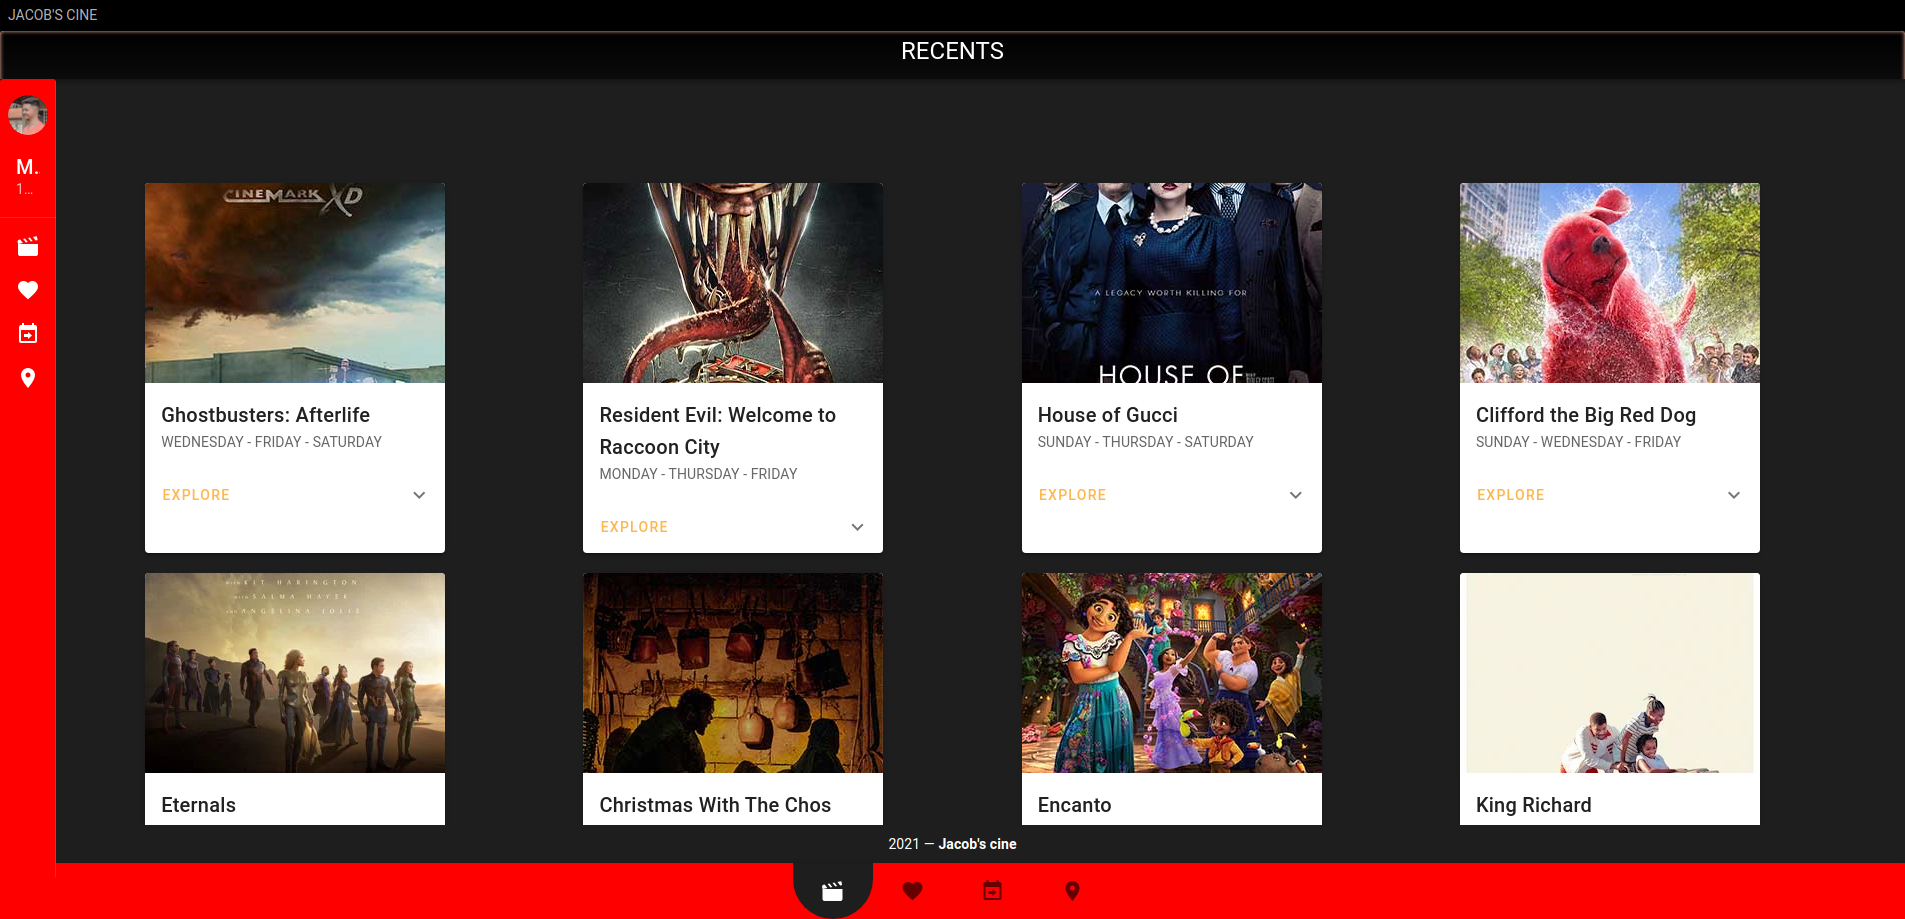 JACOB'S CINE
RECENTS
M.
1...
CINEMARK XD
A LEGACY WORTH KILLING FOR
HOUSE OF
Ghostbusters: Afterlife
WEDNESDAY - FRIDAY - SATURDAY
EXPLORE
Resident Evil: Welcome to
Raccoon City
MONDAY - THURSDAY - FRIDAY
EXPLORE
House of Gucci
SUNDAY - THURSDAY - SATURDAY
EXPLORE
Clifford the Big Red Dog
SUNDAY - WEDNESDAY - FRIDAY
EXPLORE
WITH KIT HARINGTON
WITH SALMA HAYEK
AND ANGELINA JOLIE
Eternals
Christmas With The Chos
Encanto
King Richard
2021 — Jacob's cine